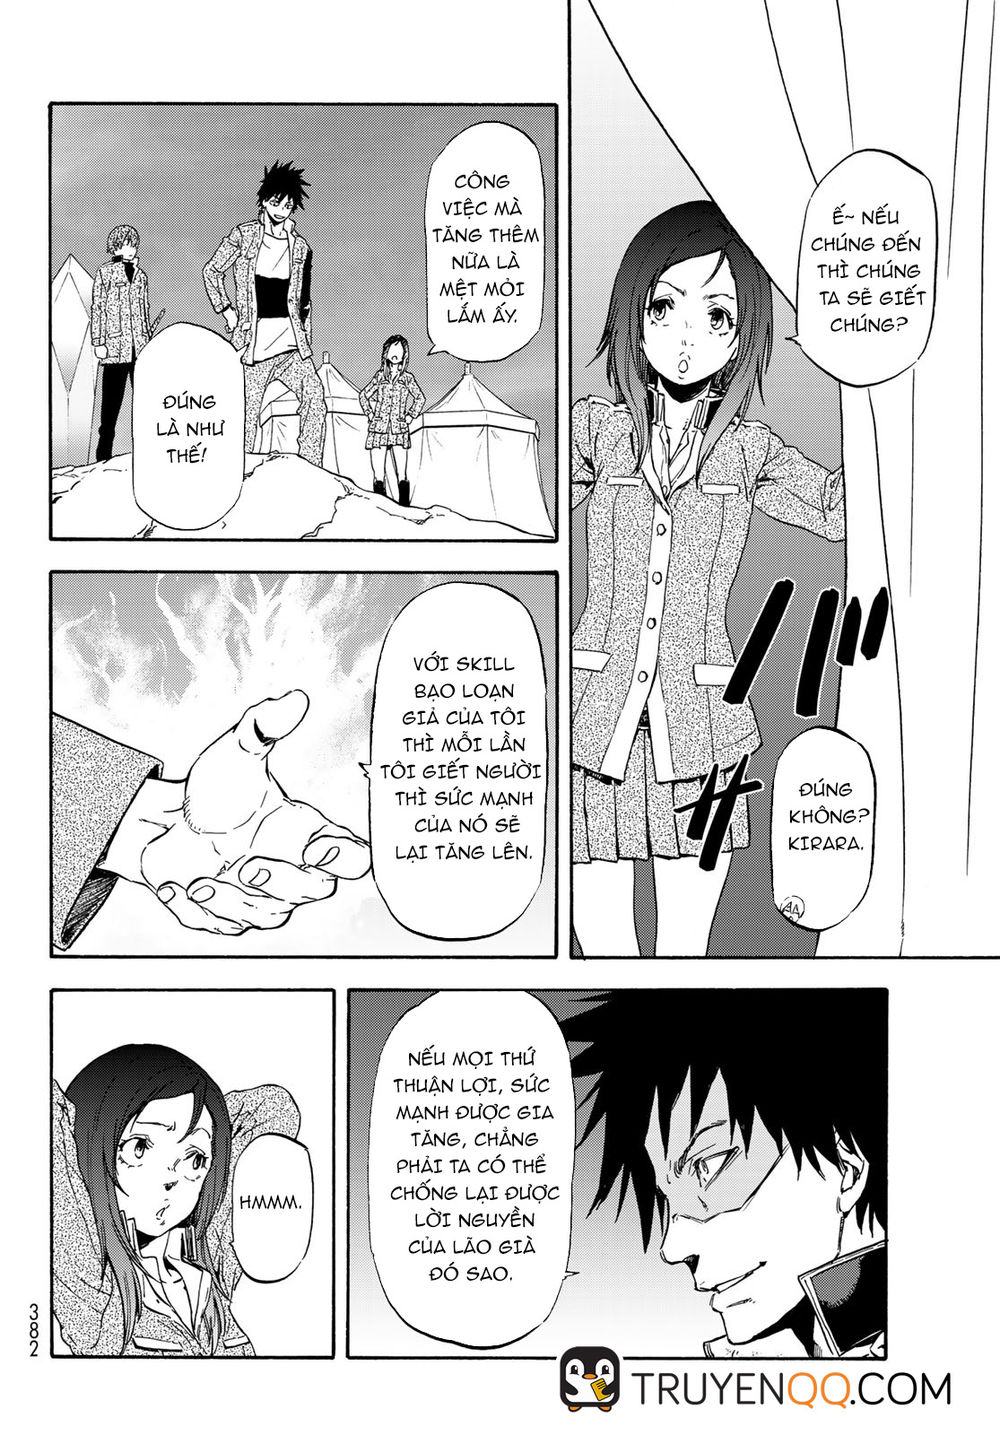 Ế~ NẾU
CHÚNG ĐẾN
THÌ CHÚNG
TA SẼ GIẾT
CHÚNG?
ĐÚNG
KHÔNG?
KIRARA.
CÔNG
VIỆC MÀ
TĂNG THÊM
NỮA LÀ
MỆT MỎI
LẮM ẤY.
ĐÚNG
LÀ NHƯ
THẾ!
VỚI SKILL
BẠO LOẠN
GIẢ CỦA TÔI
THÌ MỖI LẦN
TÔI GIẾT NGƯỜI
THÌ SỨC MẠNH
CỦA NÓ SẼ
LẠI TĂNG LÊN.
NẾU MỌI THỨ
THUẬN LỢI, SỨC
MẠNH ĐƯỢC GIA
TĂNG, CHẲNG
PHẢI TA CÓ THỂ
CHỐNG LẠI ĐƯỢC
LỜI NGUYỀN
CỦA LÃO GIÀ
ĐÓ SAO.
HMMM.
382
TRUYENQQ.COM